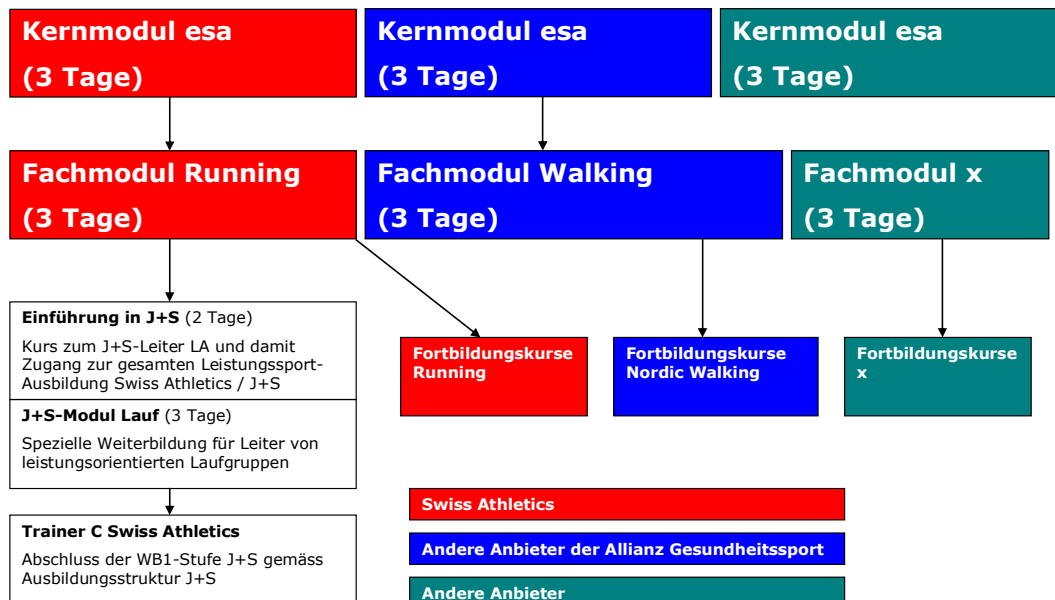 Kernmodul esa
(3 Tage)
Kernmodul esa
(3 Tage)
Kernmodul esa
(3 Tage)
Fachmodul Running
(3 Tage)
Fachmodul Walking
(3 Tage)
Fachmodul x
(3 Tage)
Einführung in J+S (2 Tage)
Kurs zum J+S-Leiter LA und damit
Zugang zur gesamten Leistungssport-
Ausbildung Swiss Athletics / J+S
J+S-Modul Lauf (3 Tage)
Spezielle Weiterbildung für Leiter von
leistungsorientierten Laufgruppen
Trainer C Swiss Athletics
Abschluss der WB1-Stufe J+S gemäss
Ausbildungsstruktur J+S
Fortbildungskurse
Running
Fortbildungskurse
Nordic Walking
Fortbildungskurse
x
Swiss Athletics
Andere Anbieter der Allianz Gesundheitssport
Andere Anbieter